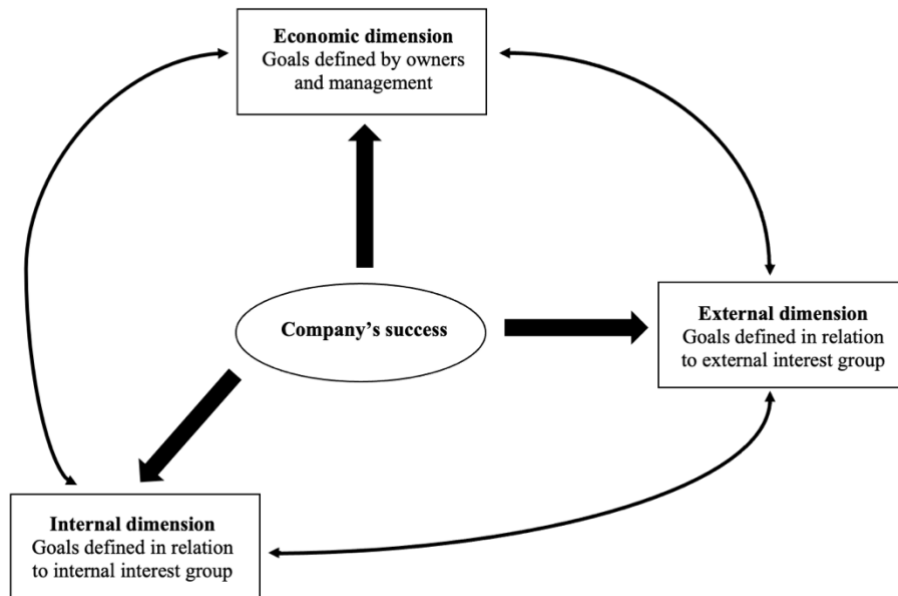 Economic dimension
Goals defined by owners
and management
Company's success
External dimension
Goals defined in relation
to external interest group
Internal dimension
Goals defined in relation
to internal interest group